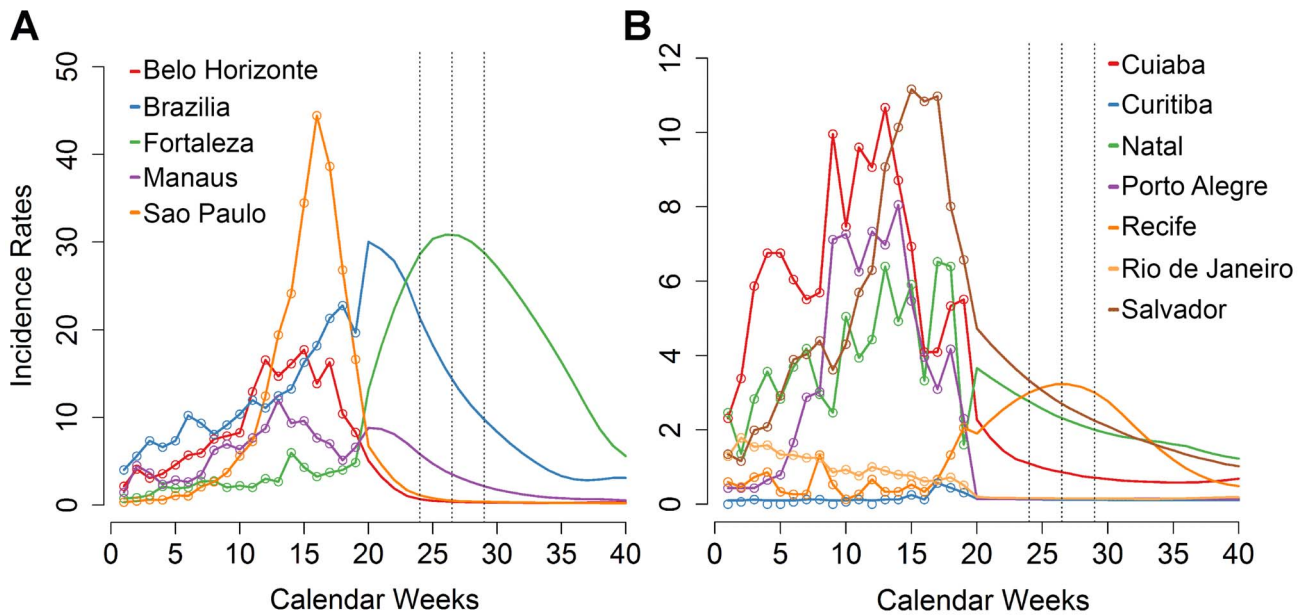 A
Incidence Rates
50
40
30
20
10
0
Belo Horizonte
Brazilia
Fortaleza
Manaus
Sao Paulo
0 5 10 15 20 25 30 35 40
Calendar Weeks
B
12
10
8
6
4
2
0
Cuiaba
Curitiba
Natal
Porto Alegre
Recife
Rio de Janeiro
Salvador
0 5 10 15 20 25 30 35 40
Calendar Weeks